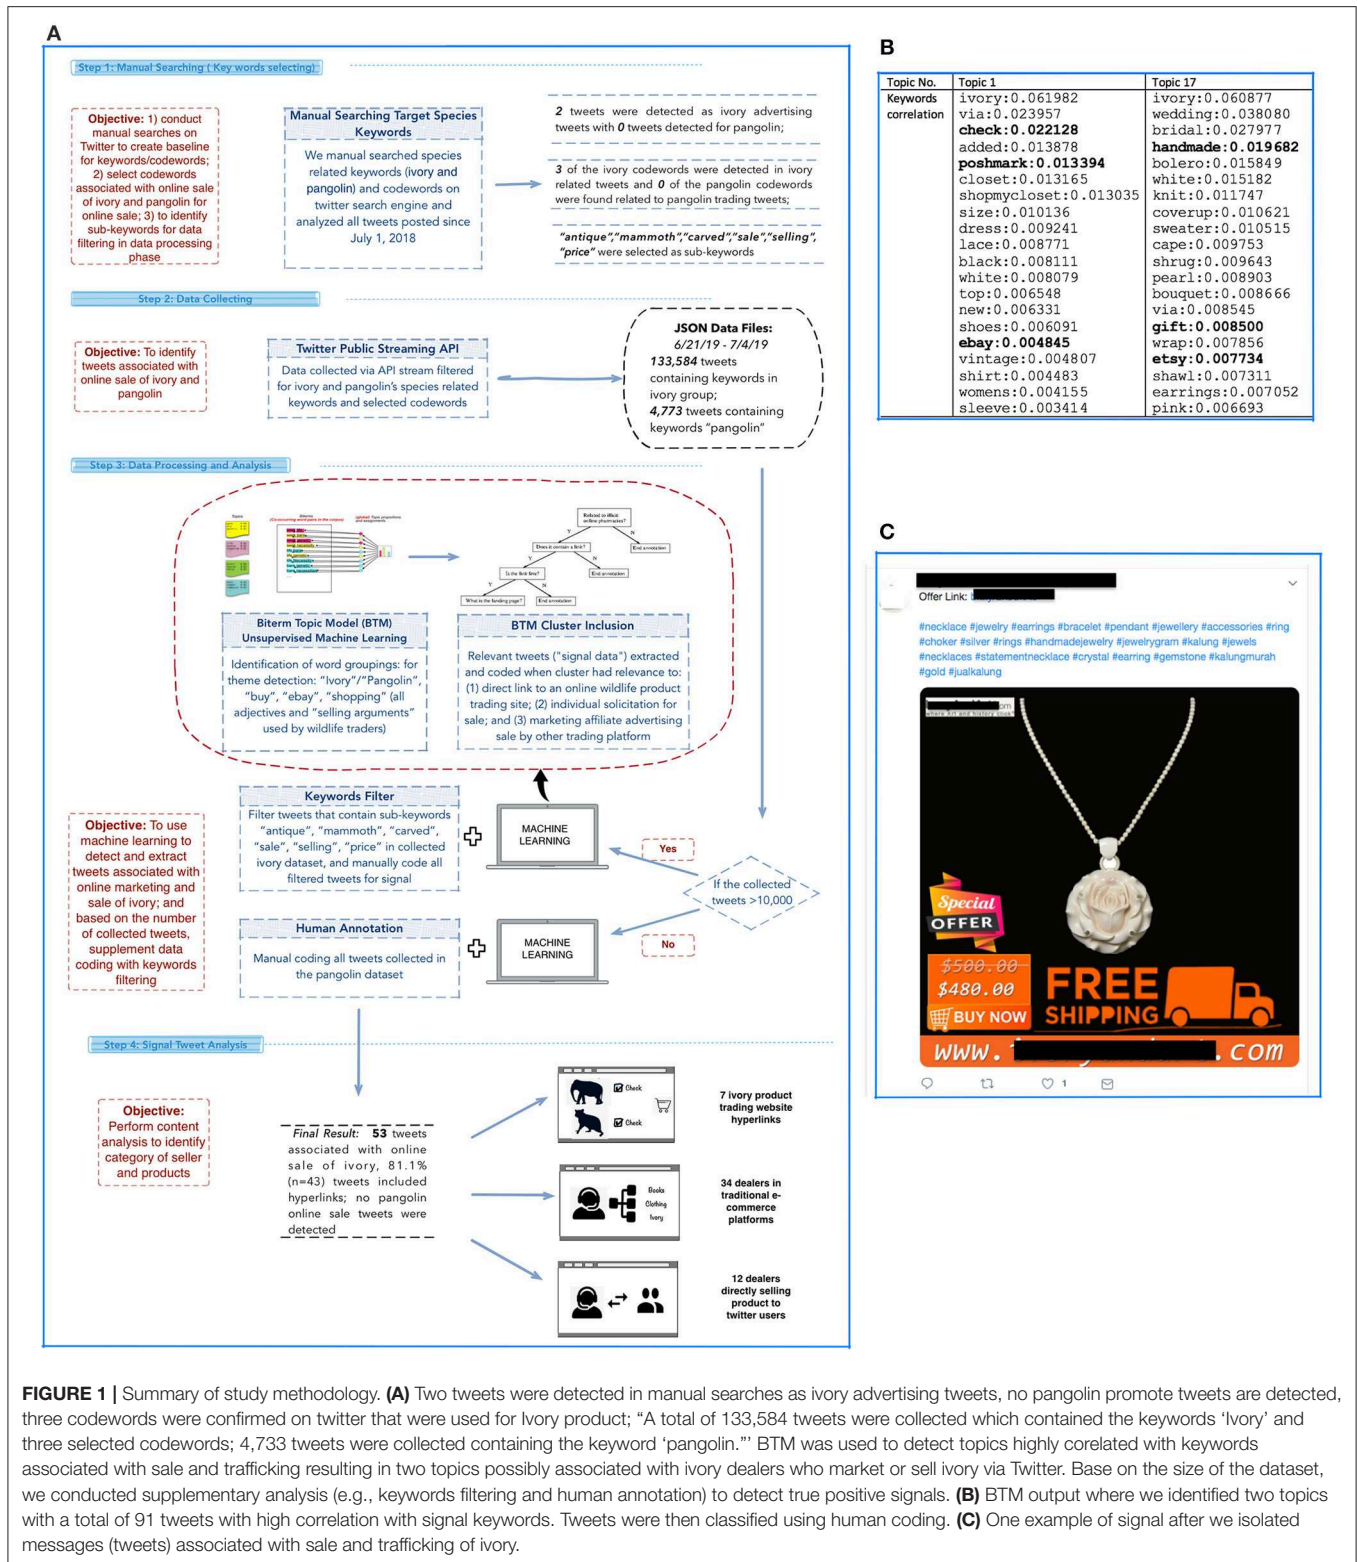 A
Step 1: Manual Searching ( Key words selecting)
Objective: 1) conduct
manual searches on
Twitter to create baseline
for keywords/codewords;
2) select codewords
associated with online sale
of ivory and pangolin for
online sale; 3) to identify
sub-keywords for data
filtering in data processing
phase
Manual Searching Target Species
Keywords
We manual searched species
related keywords (ivory and
pangolin) and codewords on
twitter search engine and
analyzed all tweets posted since
July 1, 2018
2 tweets were detected as ivory advertising
tweets with 0 tweets detected for pangolin;
3 of the ivory codewords were detected in ivory
related tweets and 0 of the pangolin codewords
were found related to pangolin trading tweets;
"antique","mammoth","carved","sale","selling",
"price" were selected as sub-keywords
Step 2: Data Collecting
Objective: To identify
tweets associated with
online sale of ivory and
pangolin
Twitter Public Streaming API
Data collected via API stream filtered
for ivory and pangolin's species related
keywords and selected codewords
JSON Data Files:
6/21/19 - 7/4/19
133,584 tweets
containing keywords in
ivory group;
4,773 tweets containing
keywords "pangolin"
Step 3: Data Processing and Analysis
Topics
Biterms
(Co-occurring word pairs in the corpus)
Related to illicit
online pharmacies?
Y
N
Does it contain a link?
End annotation
Y
N
Is the link live?
End annotation
Y
N
What is the landing page?
End annotation
Biterm Topic Model (BTM)
Unsupervised Machine Learning
Identification of word groupings: for
theme detection: "Ivory"/"Pangolin",
"buy", "ebay", "shopping" (all
adjectives and "selling arguments"
used by wildlife traders)
BTM Cluster Inclusion
Relevant tweets ("signal data") extracted
and coded when cluster had relevance to:
(1) direct link to an online wildlife product
trading site; (2) individual solicitation for
sale; and (3) marketing affiliate advertising
sale by other trading platform
Objective: To use
machine learning to
detect and extract
tweets associated with
online marketing and
sale of ivory; and
based on the number
of collected tweets,
supplement data
coding with keywords
filtering
Keywords Filter
Filter tweets that contain sub-keywords
"antique", "mammoth", "carved",
"sale", "selling", "price" in collected
ivory dataset, and manually code all
filtered tweets for signal
MACHINE
LEARNING
Yes
If the collected
tweets >10,000
No
Human Annotation
Manual coding all tweets collected in
the pangolin dataset
MACHINE
LEARNING
Step 4: Signal Tweet Analysis
Objective:
Perform content
analysis to identify
category of seller
and products
Final Result: 53 tweets
associated with online
sale of ivory, 81.1%
(n=43) tweets included
hyperlinks; no pangolin
online sale tweets were
detected
Check
Check
7 ivory product
trading website
hyperlinks
Books
Clothing
Ivory
34 dealers in
traditional e-
commerce
platforms
12 dealers
directly selling
product to
twitter users
B
Topic No. Topic 1 Topic 17
Keywords ivory:0.061982 ivory:0.060877
correlation via:0.023957 wedding:0.038080
check:0.022128 bridal:0.027977
added:0.013878 handmade:0.019682
poshmark:0.013394 bolero:0.015849
closet:0.013165 white:0.015182
shopmycloset:0.013035 knit:0.011747
size:0.010136 coverup:0.010621
dress:0.009241 sweater:0.010515
lace:0.008771 cape:0.009753
black:0.008111 shrug:0.009643
white:0.008079 pearl:0.008903
top:0.006548 bouquet:0.008666
new:0.006331 via:0.008545
shoes:0.006091 gift:0.008500
ebay:0.004845 wrap:0.007856
vintage:0.004807 etsy:0.007734
shirt:0.004483 shawl:0.007311
womens:0.004155 earrings:0.007052
sleeve:0.003414 pink:0.006693
C
Offer Link:
#necklace #jewelry #earrings #bracelet #pendant #jewellery #accessories #ring
#choker #silver #rings #handmadejewelry #jewelrygram #kalung #jewels
#necklaces #statementnecklace #crystal #earring #gemstone #kalungmurah
#gold #jualkalung
Special
OFFER
$500.00
$480.00
BUY NOW
FREE
SHIPPING
www. .com
1
FIGURE 1 | Summary of study methodology. (A) Two tweets were detected in manual searches as ivory advertising tweets, no pangolin promote tweets are detected,
three codewords were confirmed on twitter that were used for Ivory product; “A total of 133,584 tweets were collected which contained the keywords ‘Ivory’ and
three selected codewords; 4,733 tweets were collected containing the keyword ‘pangolin.”’ BTM was used to detect topics highly corelated with keywords
associated with sale and trafficking resulting in two topics possibly associated with ivory dealers who market or sell ivory via Twitter. Base on the size of the dataset,
we conducted supplementary analysis (e.g., keywords filtering and human annotation) to detect true positive signals. (B) BTM output where we identified two topics
with a total of 91 tweets with high correlation with signal keywords. Tweets were then classified using human coding. (C) One example of signal after we isolated
messages (tweets) associated with sale and trafficking of ivory.